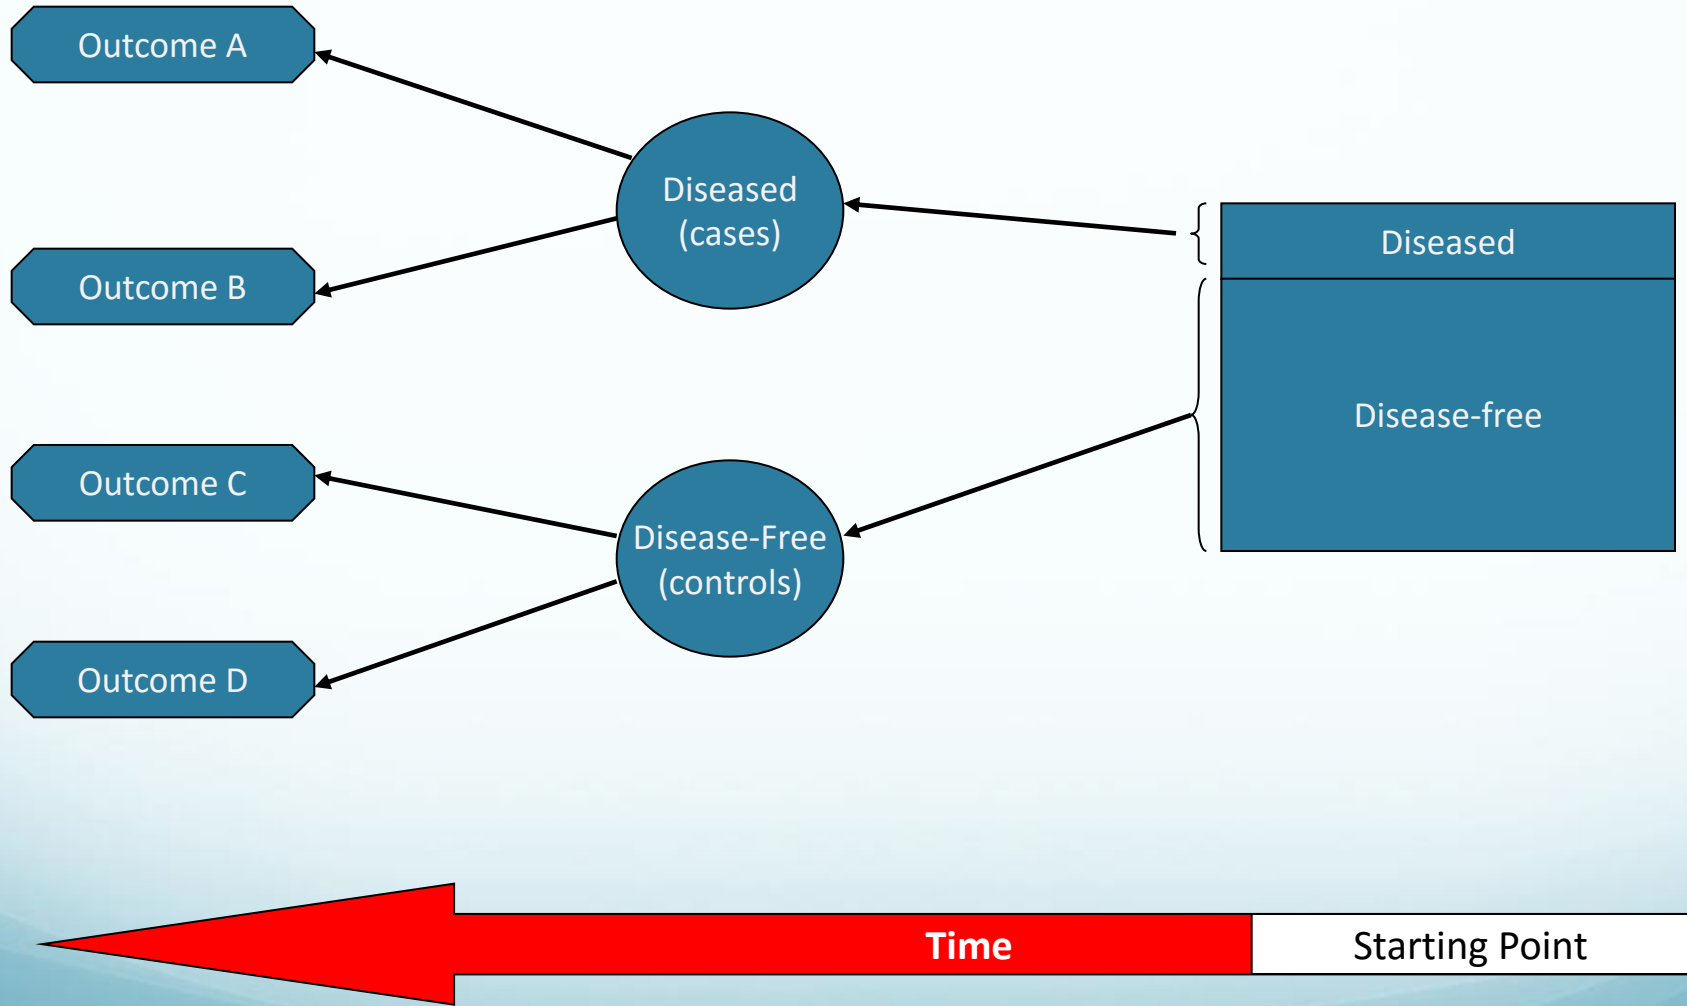 Outcome A
Diseased
(cases)
Diseased
Outcome B
Disease-free
Outcome C
Disease-Free
(controls)
Outcome D
Time
Starting Point